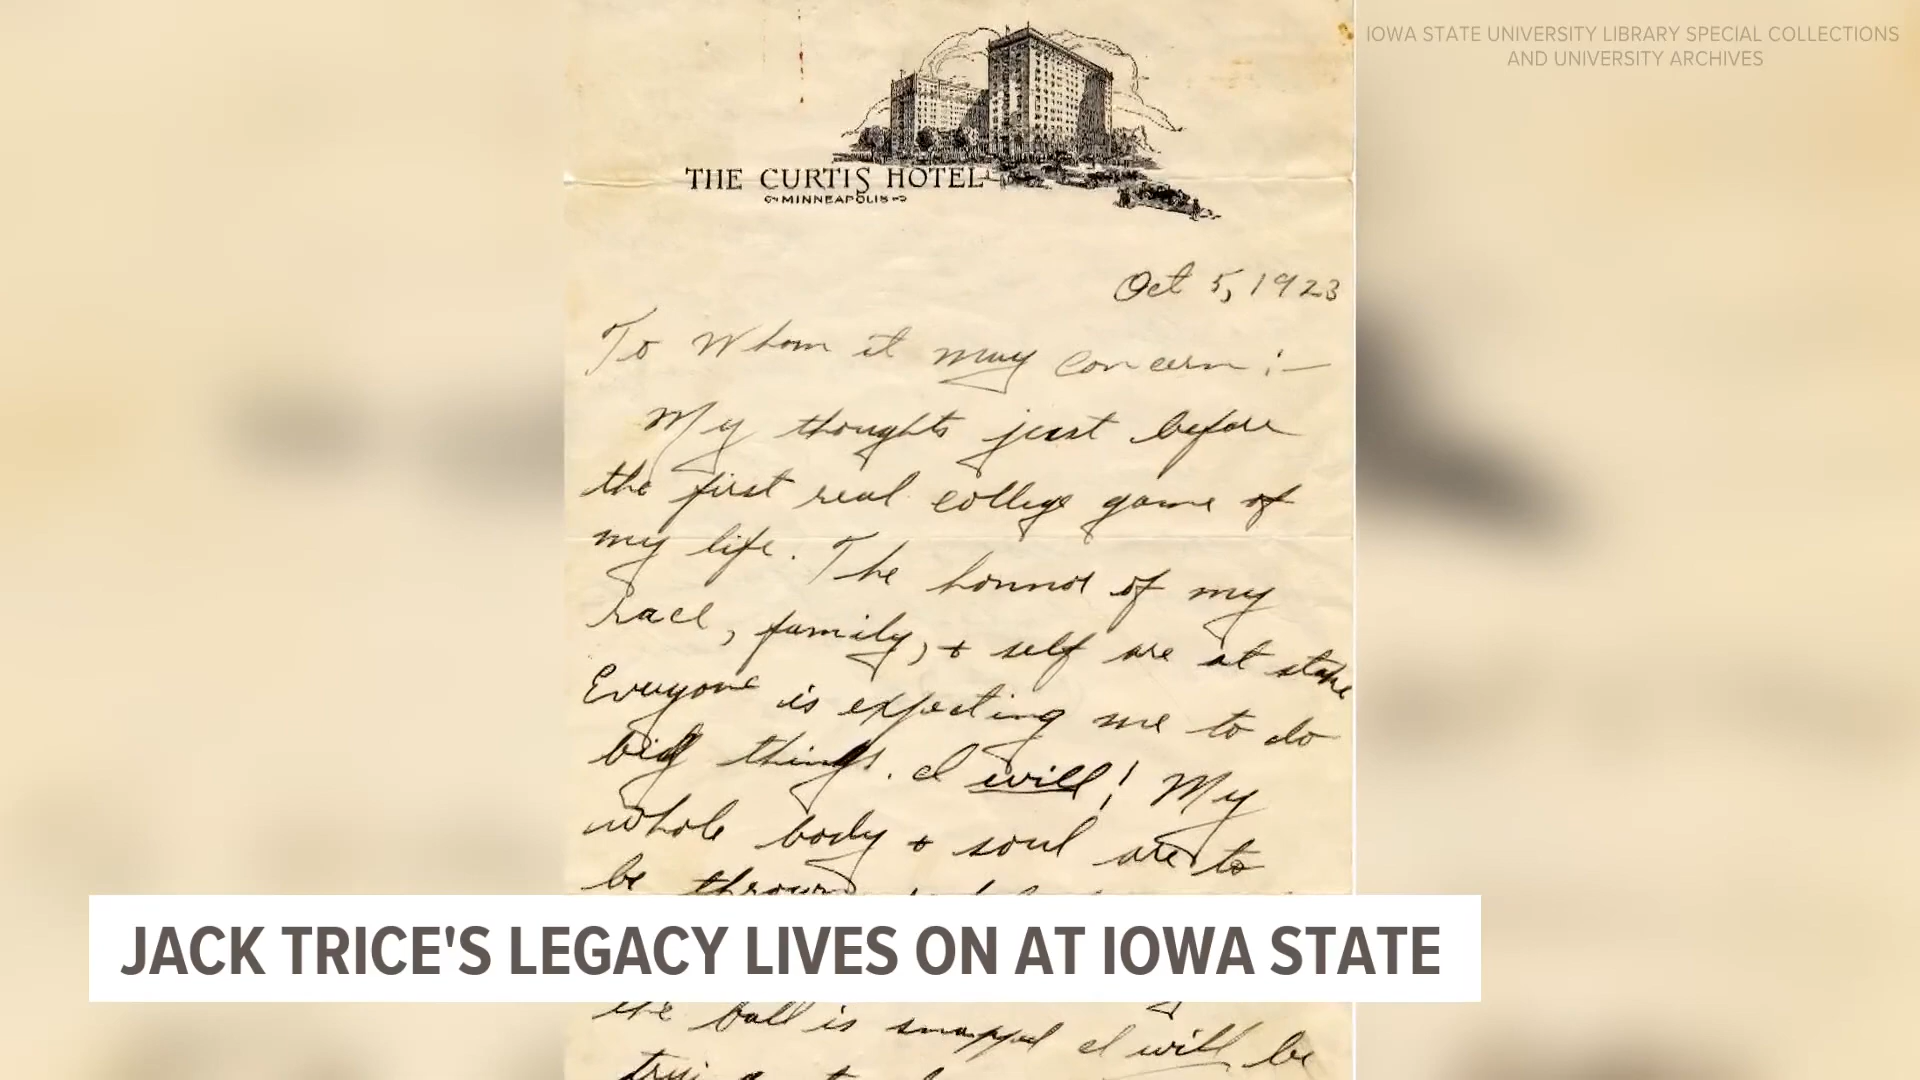 IOWA STATE UNIVERSITY LIBRARY SPECIAL COLLECTIONS
AND UNIVERSITY ARCHIVES
THE CURTIS HOTEL
MINNEAPOLIS
Oct 5, 1923
To Whom it may concern :—
My thoughts just before
the first real college game of
my life. The honnor of my
race, family, + self are at stake
Everyone is expecting me to do
big things. I will! My
whole body + soul are to
be thrown
JACK TRICE'S LEGACY LIVES ON AT IOWA STATE
the ball is snapped I will be